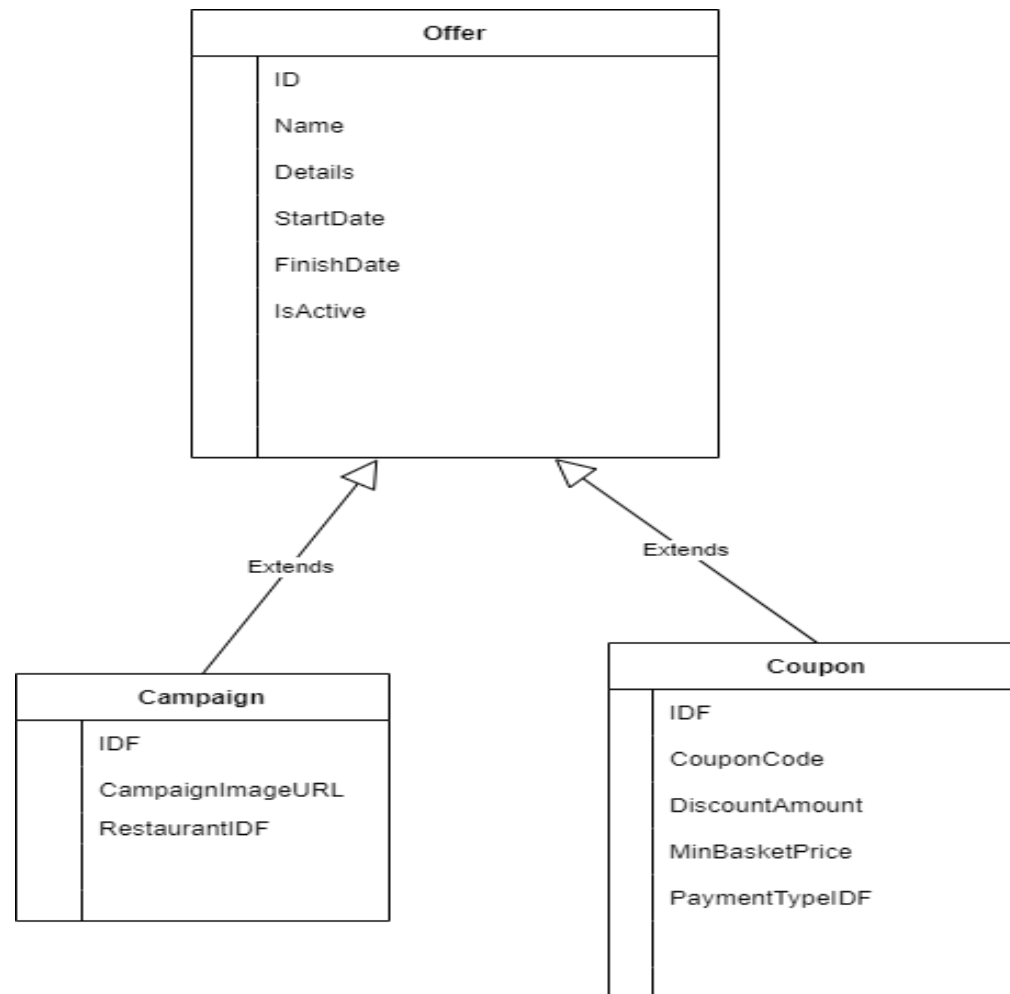 Offer
ID
Name
Details
StartDate
FinishDate
IsActive
Extends
Extends
Campaign
IDF
CampaignImageURL
RestaurantIDF
Coupon
IDF
CouponCode
DiscountAmount
MinBasketPrice
PaymentTypeIDF